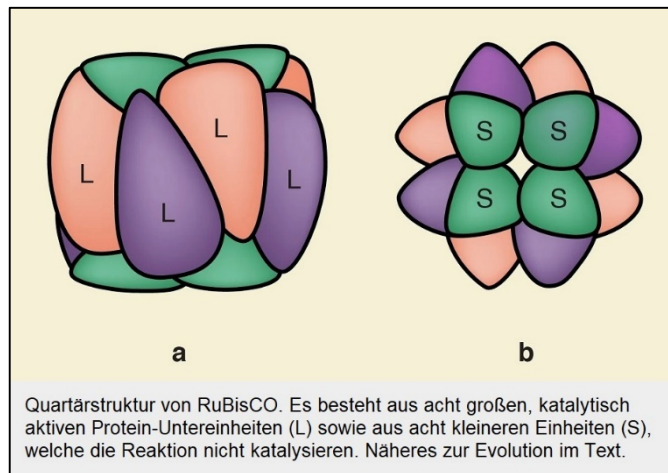 L
L
L
L
S
S
S
S
a
b
Quartärstruktur von RuBisCO. Es besteht aus acht großen, katalytisch
aktiven Protein-Untereinheiten (L) sowie aus acht kleineren Einheiten (S),
welche die Reaktion nicht katalysieren. Näheres zur Evolution im Text.